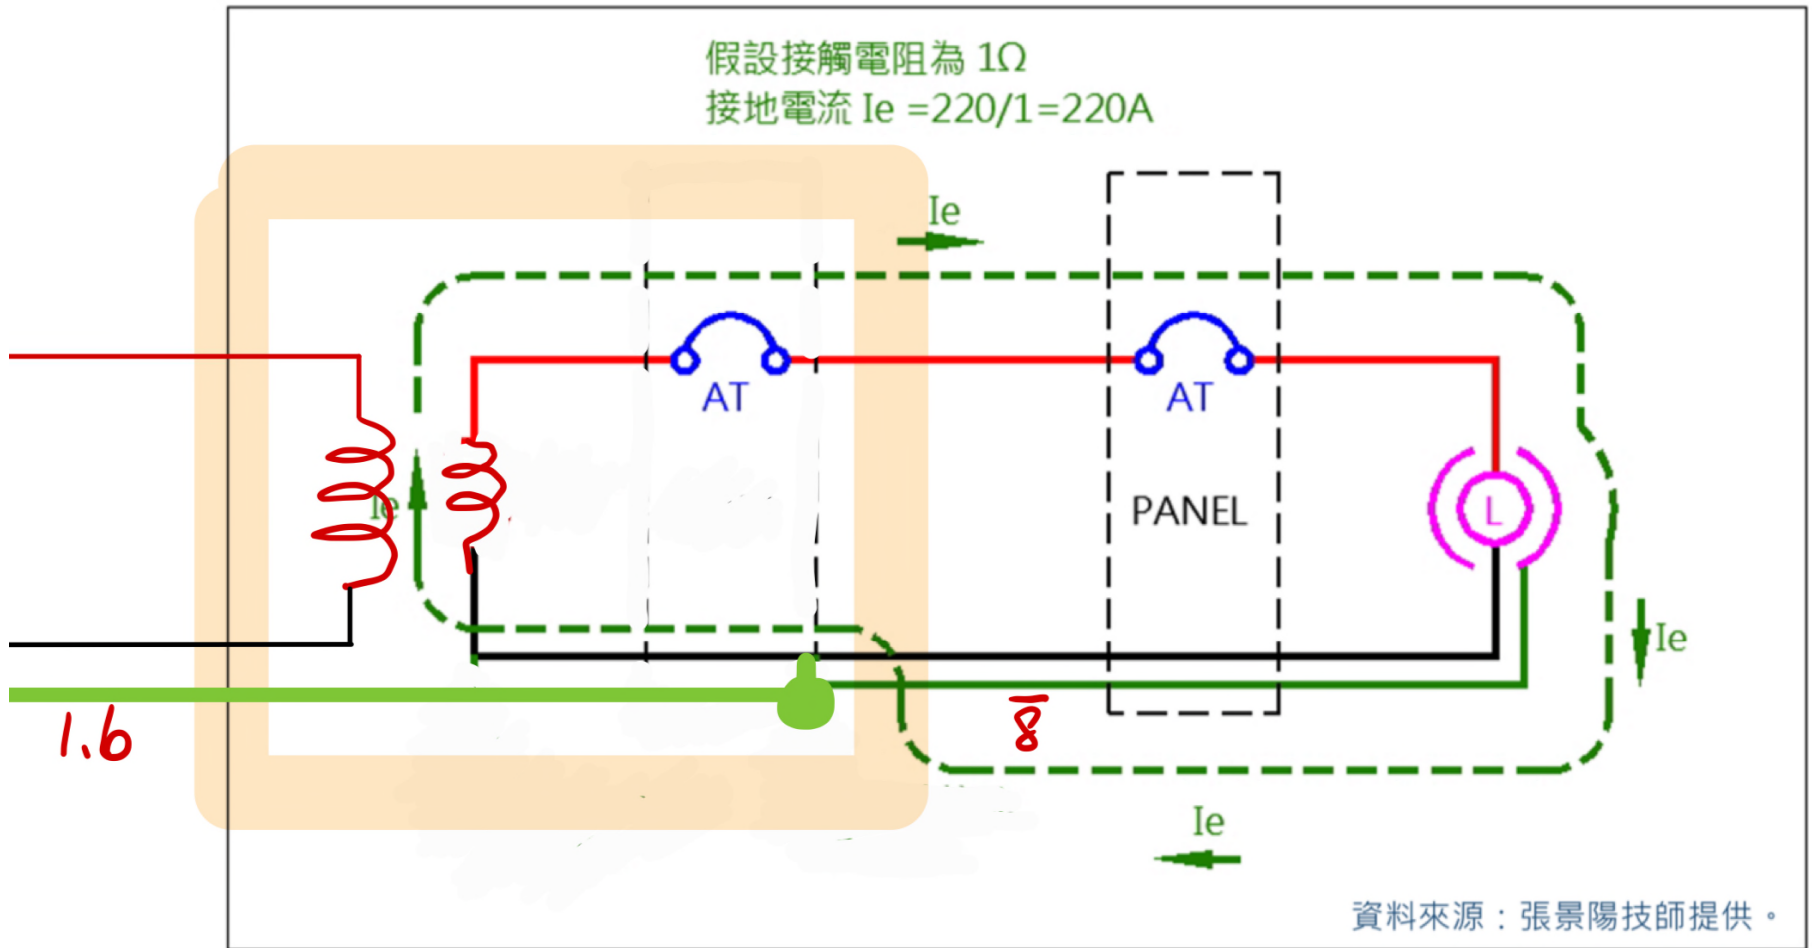 假設接觸電阻為 1Ω
接地電流 Ie =220/1=220A
Ie
AT
AT
Ie
PANEL
L
Ie
1.6
8
Ie
資料來源：張景陽技師提供。